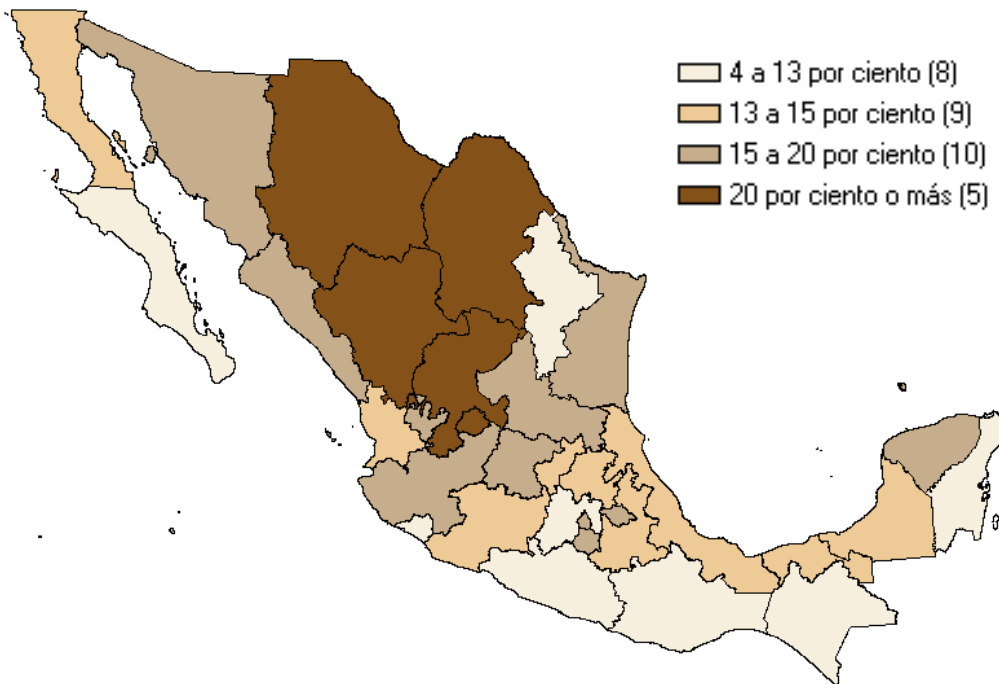 4 a 13 por ciento (8)
13 a 15 por ciento (9)
15 a 20 por ciento (10)
20 por ciento o más (5)